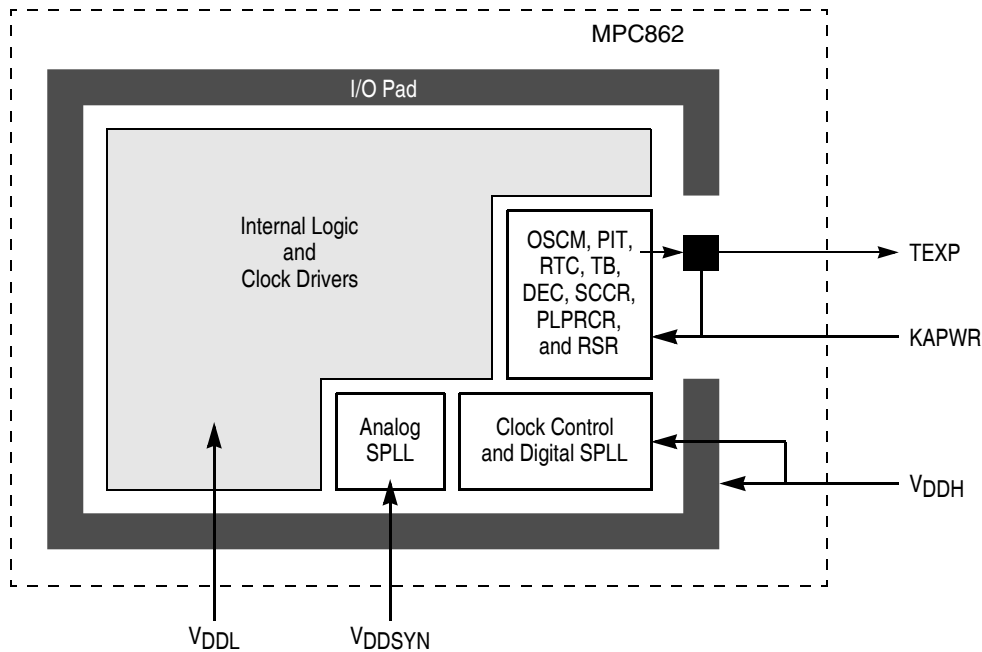 MPC862
I/O Pad
Internal Logic
and
Clock Drivers
OSCM, PIT,
RTC, TB,
DEC, SCCR,
PLPRCR,
and RSR
TEXP
KAPWR
Analog
SPLL
Clock Control
and Digital SPLL
VDDH
VDDL
VDDSYN